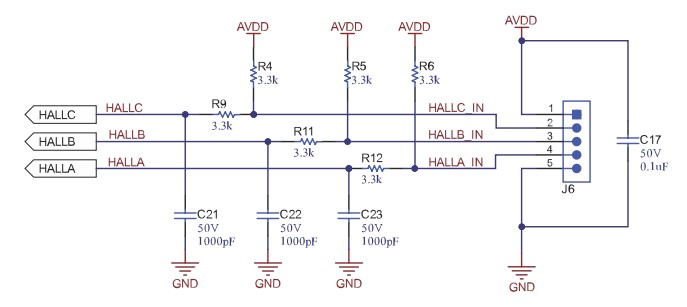 AVDD AVDD AVDD AVDD
R4 R5 R6
3.3k 3.3k 3.3k
HALLC HALLC R9 3.3k HALLC_IN 1
2
HALLB HALLB R11 3.3k HALLB_IN 3
4
HALLA HALLA R12 3.3k HALLA_IN 5
J6
C17
50V
0.1uF
C21 C22 C23
50V 50V 50V
1000pF 1000pF 1000pF
GND GND GND GND